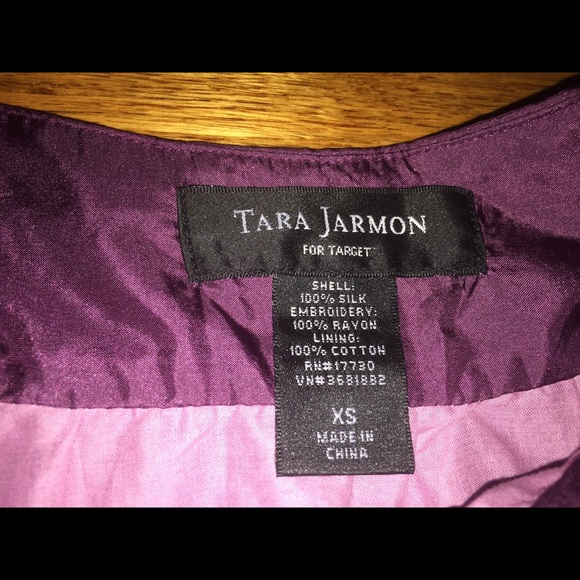 TARA JARMON
FOR TARGET™
SHELL:
100% SILK
EMBROIDERY:
100% RAYON
LINING:
100% COTTON
RN#17730
VN#3681882
XS
MADE IN
CHINA